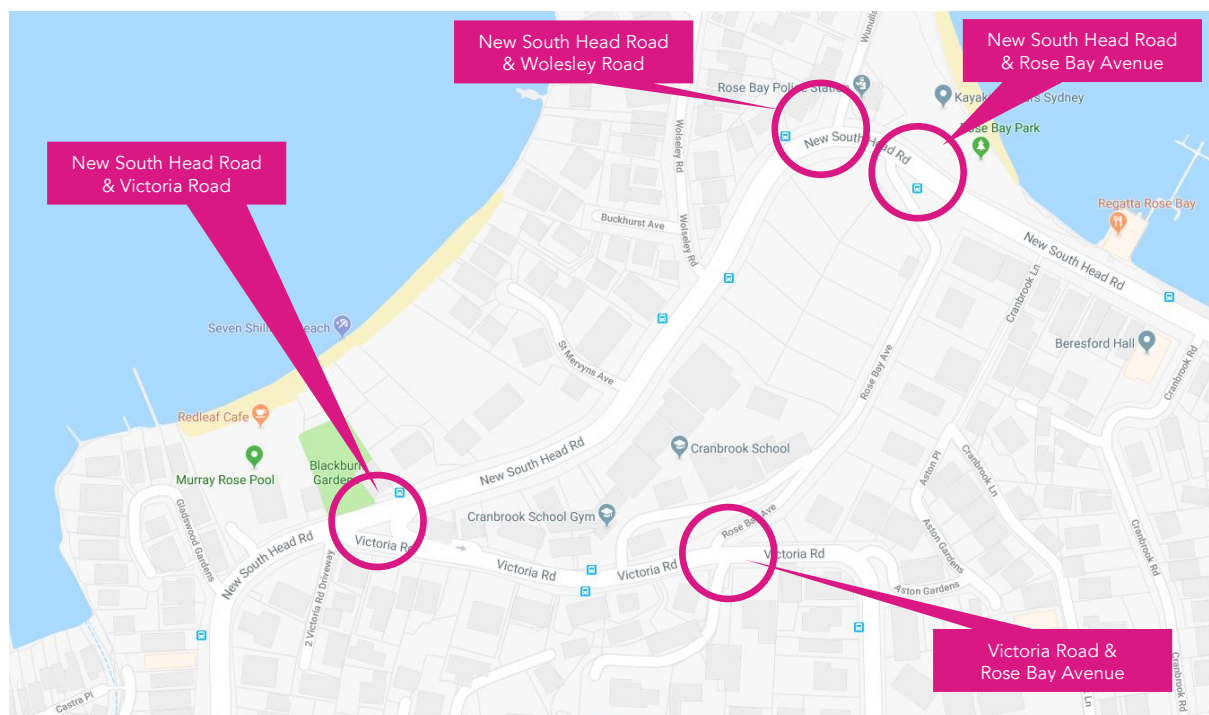 New South Head Road
& Wolesley Road
New South Head Road
& Rose Bay Avenue
New South Head Road
& Victoria Road
Victoria Road &
Rose Bay Avenue
Rose Bay Police Station
Sydney
Rose Bay Park
Regatta Rose Bay
New South Head Rd
New South Head Rd
Wolseley Rd
Wolseley Rd
Buckhurst Ave
Cranbrook Ln
Beresford Hall
Cranbrook Rd
Seven
St Mervyns Ave
Rose Bay Ave
Redleaf Cafe
Murray Rose Pool
Blackburn
Gardens
New South Head Rd
Cranbrook School
Cranbrook School Gym
Gladswood Gardens
New South Head Rd
Victoria Rd
Victoria Rd
Victoria Rd
Victoria Rd
Rose Bay Ave
Aston Pl
Cranbrook Ln
Aston Gardens
Aston Gardens
Cranbrook Rd
2 Victoria Rd Driveway
Castra Pl
Ln
Rd